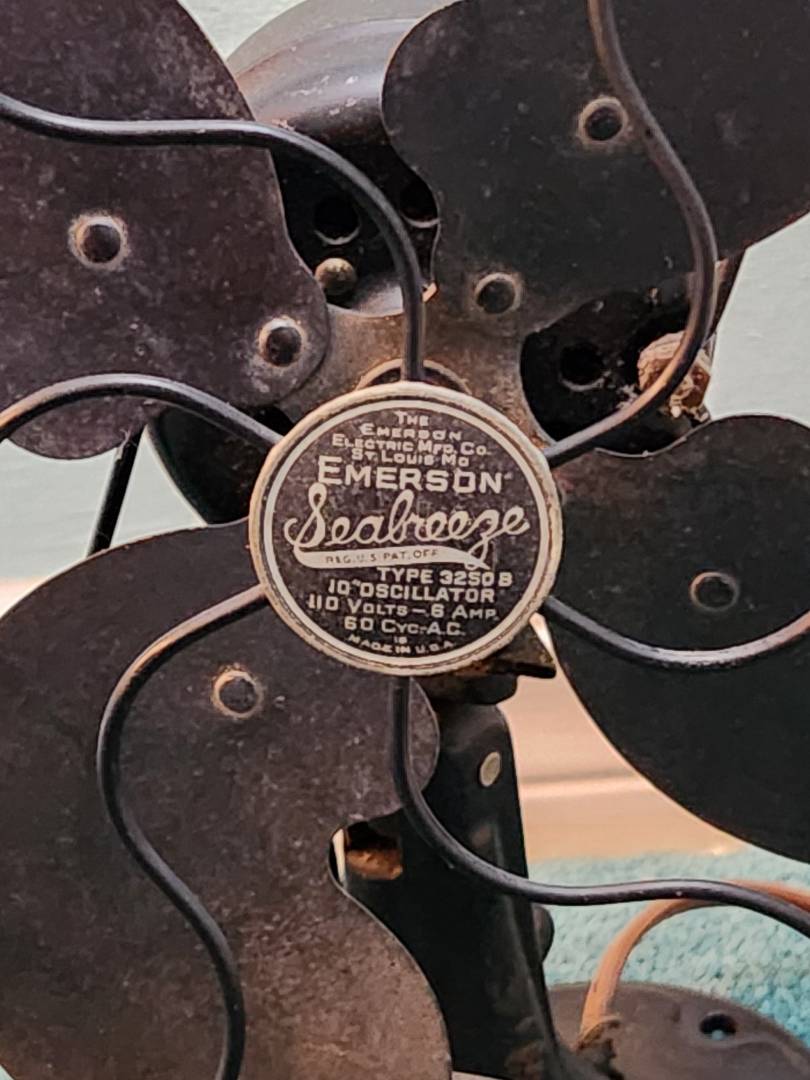 THE
EMERSON
ELECTRIC MFG. CO.
ST. LOUIS MO
EMERSON
Seabreeze
REG. U.S. PAT. OFF.
TYPE 3250 B
10" OSCILLATOR
110 VOLTS - .6 AMP.
60 CYC.-A.C.
MADE IN U.S.A.